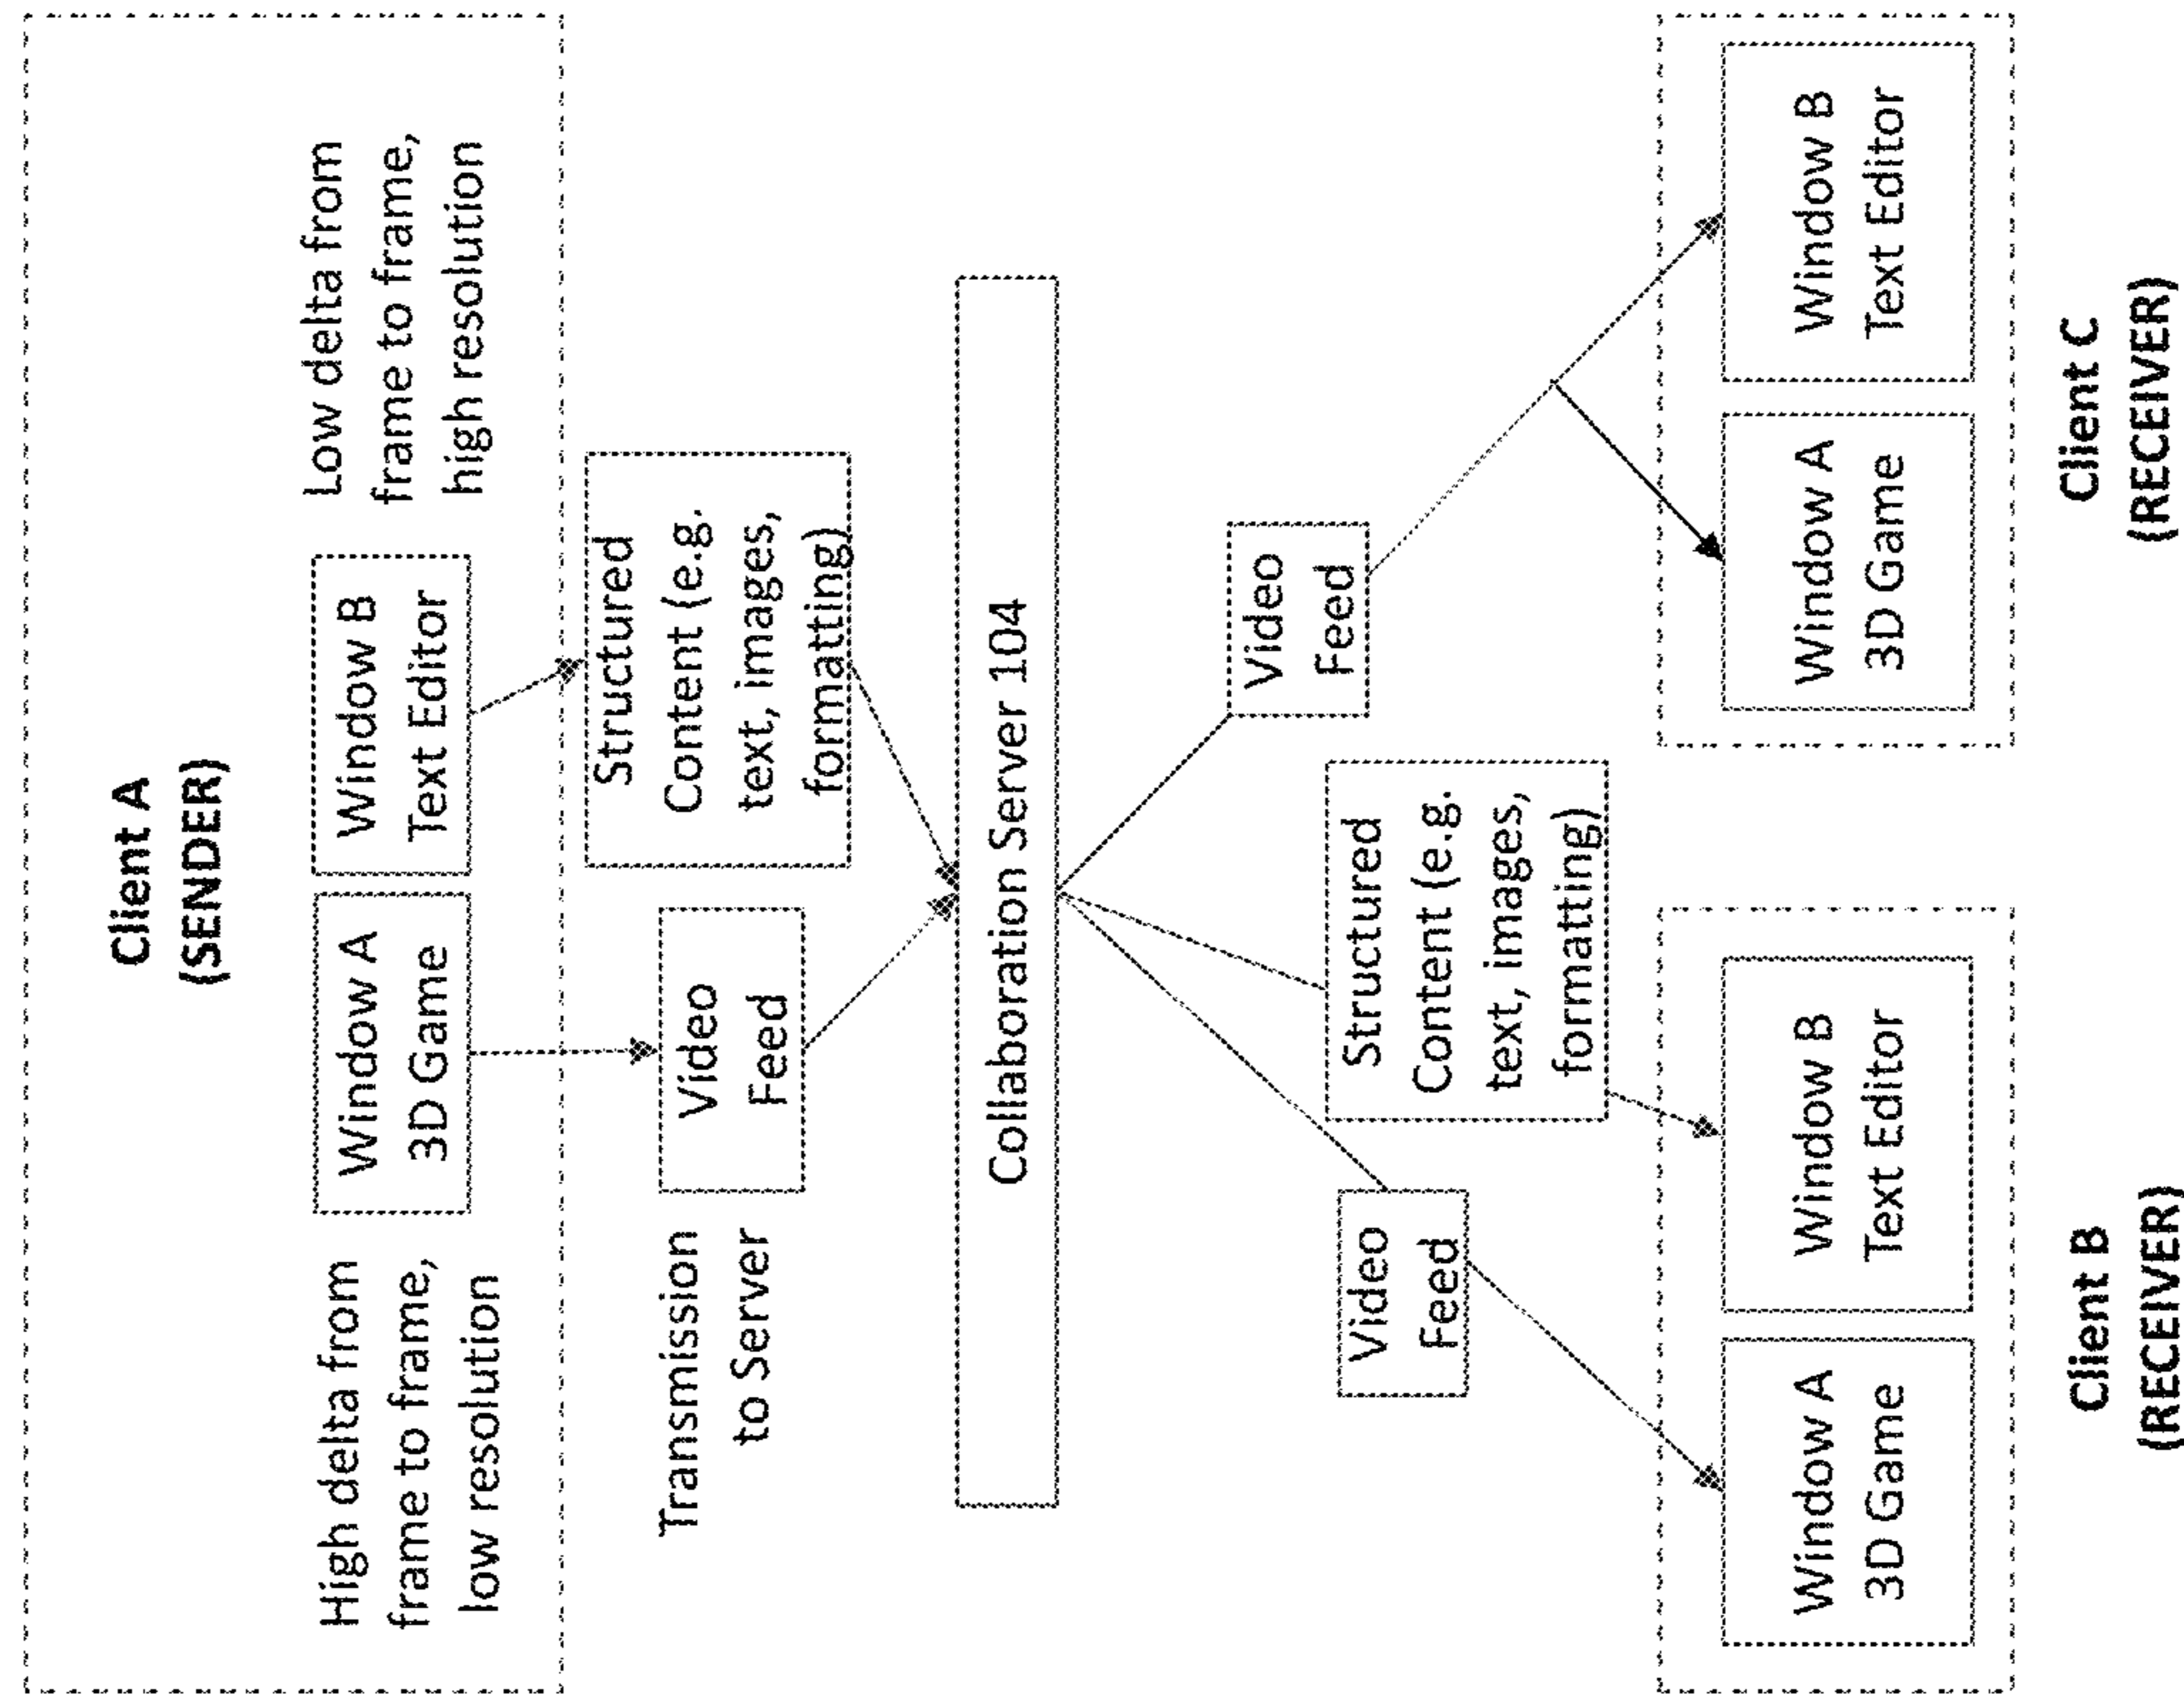 Client A
(SENDER)
High delta from
frame to frame,
low resolution
Window A
3D Game
Window B
Text Editor
Low delta from
frame to frame,
high resolution
Transmission
to Server
Video
Feed
Structured
Content (e.g.
text, images,
formatting)
Collaboration Server 104
Video
Feed
Structured
Content (e.g.
text, images,
formatting)
Video
Feed
Window A
3D Game
Window B
Text Editor
Window A
3D Game
Window B
Text Editor
Client B
(RECEIVER)
Client C
(RECEIVER)